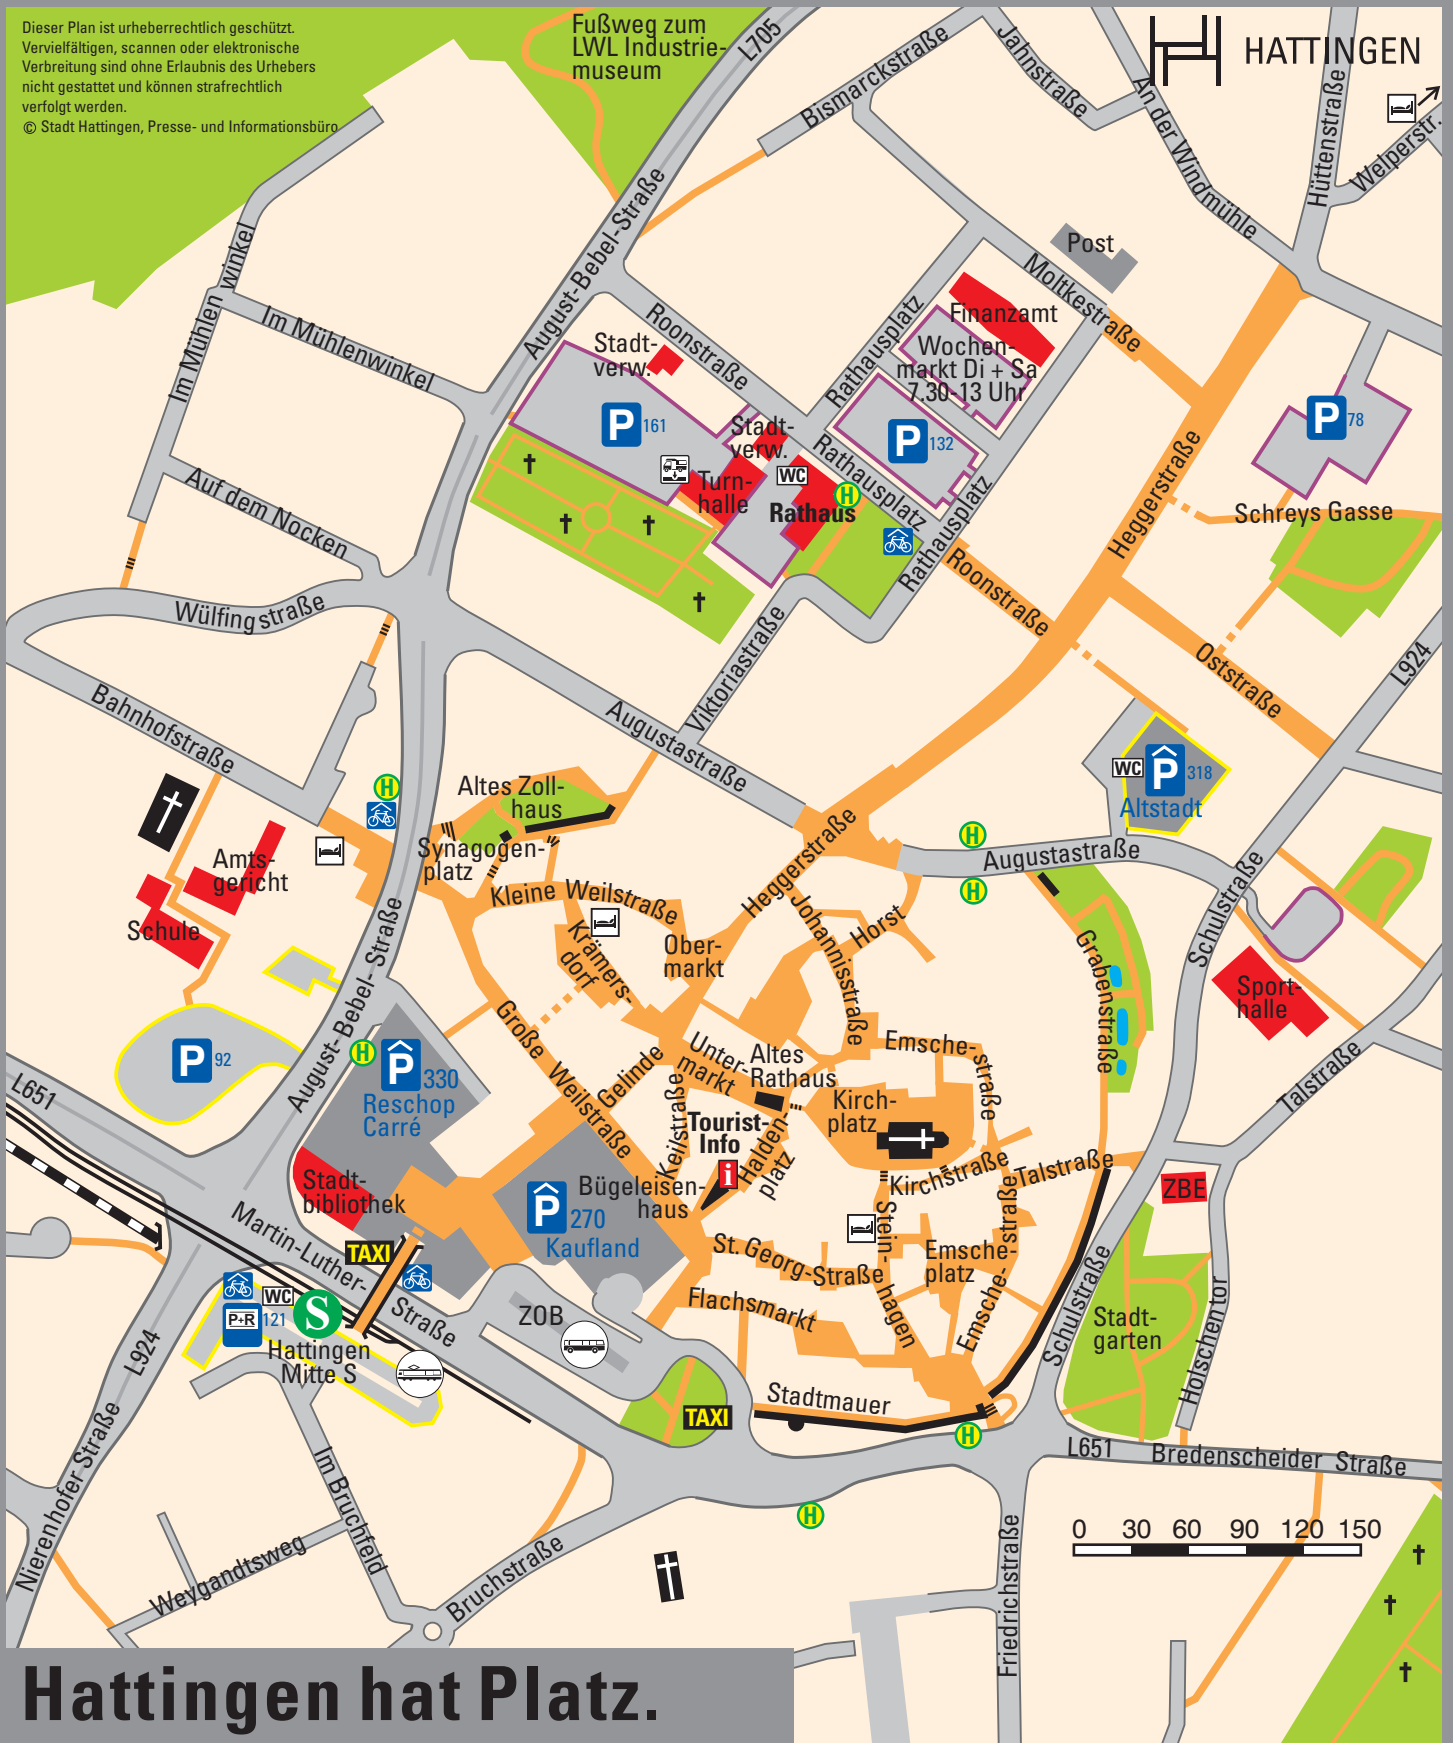 Dieser Plan ist urheberrechtlich geschützt.
Vervielfältigen, scannen oder elektronische
Verbreitung sind ohne Erlaubnis des Urhebers
nicht gestattet und können strafrechtlich
verfolgt werden.
© Stadt Hattingen, Presse- und Informationsbüro
Fußweg zum
LWL Industrie-
museum
L705
Bismarckstraße
Jahnstraße
An der Windmühle
HATTINGEN
Hüttenstraße
Welperstr.
August-Bebel-Straße
Im Mühlenwinkel
Im Mühlenwinkel
Post
Moltkestraße
Roonstraße
Rathausplatz
Finanzamt
Wochen-
markt Di + Sa
7.30-13 Uhr
Stadt-
verw.
P 161
Stadt-
verw.
P 132
P 78
WC
Turn-
halle
Rathaus
H
Rathausplatz
Rathausplatz
Heggerstraße
Schreys Gasse
Auf dem Nocken
Wülfingstraße
Roonstraße
Oststraße
L924
Viktoriastraße
Bahnhofstraße
Augustastraße
WC
P 318
Altstadt
H
Altes Zoll-
haus
Synagogen-
platz
Heggerstraße
H
Augustastraße
H
Amts-
gericht
Schule
Kleine Weilstraße
Krämers-
dorf
Ober-
markt
Johannisstraße
Horst
Grabenstraße
Schulstraße
Sport-
halle
August-Bebel-Straße
P 92
H
P 330
Reschop
Carré
Große Weilstraße
Gelinde
Unter-
markt
Altes
Rathaus
Emsche-
straße
Kirch-
platz
Talstraße
L651
Keilstraße
Tourist-
Info
i
Halden-
platz
Kirchstraße
Talstraße
Stadt-
bibliothek
P 270
Kaufland
Bügeleisen-
haus
ZBE
Martin-Luther-
Straße
TAXI
St. Georg-Straße
Stein-
hagen
Emsche-
platz
Emsche-
straße
Schulstraße
Stadt-
garten
Holschentor
WC
P+R 121
S
Hattingen
Mitte S
ZOB
Flachsmarkt
L924
TAXI
Stadtmauer
H
L651
Bredenscheider Straße
Nierenhofer Straße
Im Bruchfeld
H
Weygandtsweg
Bruchstraße
Friedrichstraße
0 30 60 90 120 150
Hattingen hat Platz.